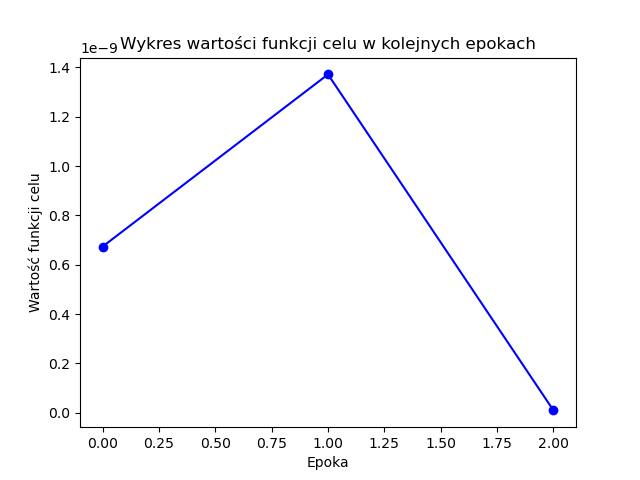 Wykres wartości funkcji celu w kolejnych epokach
1e−9
1.4
1.2
1.0
0.8
0.6
0.4
0.2
0.0
Wartość funkcji celu
0.00 0.25 0.50 0.75 1.00 1.25 1.50 1.75 2.00
Epoka